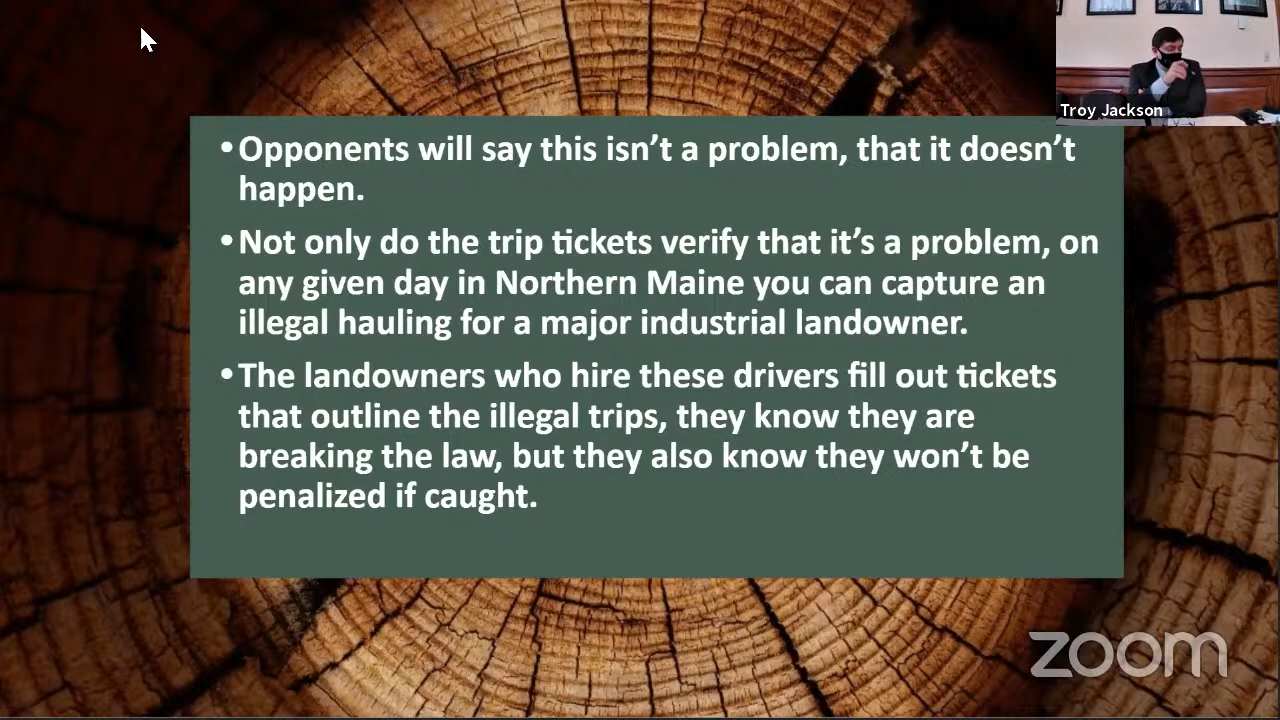 Troy Jackson
• Opponents will say this isn’t a problem, that it doesn’t
happen.
• Not only do the trip tickets verify that it’s a problem, on
any given day in Northern Maine you can capture an
illegal hauling for a major industrial landowner.
• The landowners who hire these drivers fill out tickets
that outline the illegal trips, they know they are
breaking the law, but they also know they won’t be
penalized if caught.
zoom